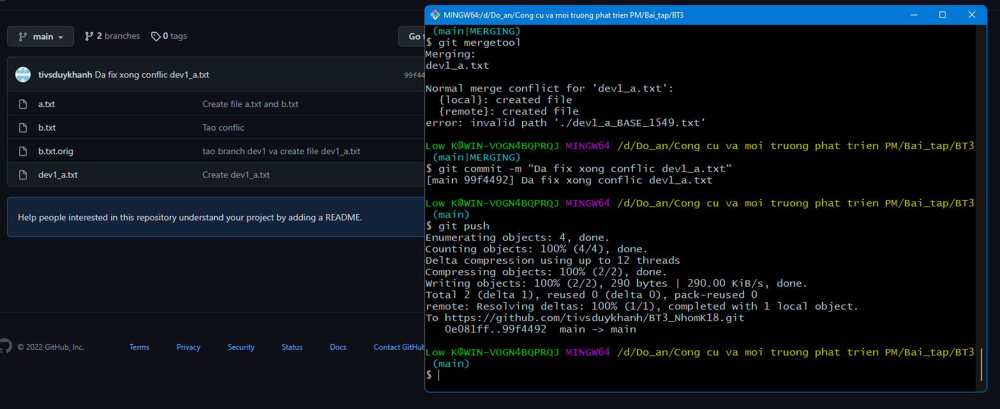 main
2 branches
0 tags
Go t
tivsduykhanh Da fix xong conflic dev1_a.txt
99f44
a.txt
Create file a.txt and b.txt
b.txt
Tao conflic
b.txt.orig
tao branch dev1 va create file dev1_a.txt
dev1_a.txt
Create dev1_a.txt
Help people interested in this repository understand your project by adding a README.
© 2022 GitHub, Inc.
Terms
Privacy
Security
Status
Docs
Contact GitHub
MINGW64:/d/Do_an/Cong cu va moi truong phat trien PM/Bai_tap/BT3
(main|MERGING)
$ git mergetool
Merging:
dev1_a.txt
Normal merge conflict for 'dev1_a.txt':
{local}: created file
{remote}: created file
error: invalid path './dev1_a_BASE_1549.txt'
Low K@WIN-VOGN4BQPRQJ MINGW64 /d/Do_an/Cong cu va moi truong phat trien PM/Bai_tap/BT3
(main|MERGING)
$ git commit -m "Da fix xong conflic dev1_a.txt"
[main 99f4492] Da fix xong conflic dev1_a.txt
Low K@WIN-VOGN4BQPRQJ MINGW64 /d/Do_an/Cong cu va moi truong phat trien PM/Bai_tap/BT3
(main)
$ git push
Enumerating objects: 4, done.
Counting objects: 100% (4/4), done.
Delta compression using up to 12 threads
Compressing objects: 100% (2/2), done.
Writing objects: 100% (2/2), 290 bytes | 290.00 KiB/s, done.
Total 2 (delta 1), reused 0 (delta 0), pack-reused 0
remote: Resolving deltas: 100% (1/1), completed with 1 local object.
To https://github.com/tivsduykhanh/BT3_NhomK18.git
0e081ff..99f4492  main -> main
Low K@WIN-VOGN4BQPRQJ MINGW64 /d/Do_an/Cong cu va moi truong phat trien PM/Bai_tap/BT3
(main)
$